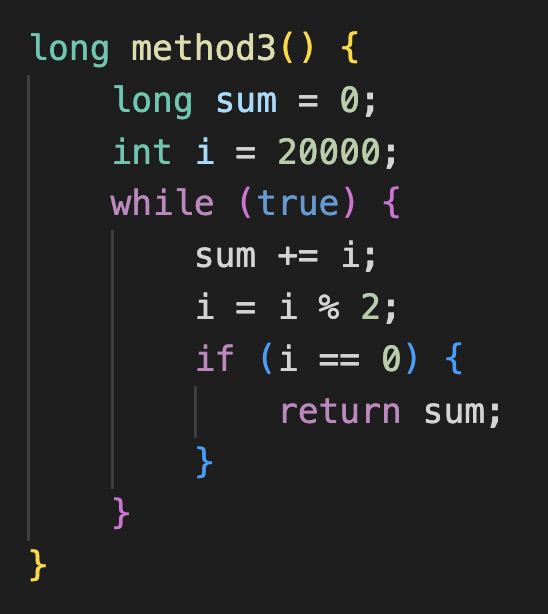 long method3() {
    long sum = 0;
    int i = 20000;
    while (true) {
        sum += i;
        i = i % 2;
        if (i == 0) {
            return sum;
        }
    }
}